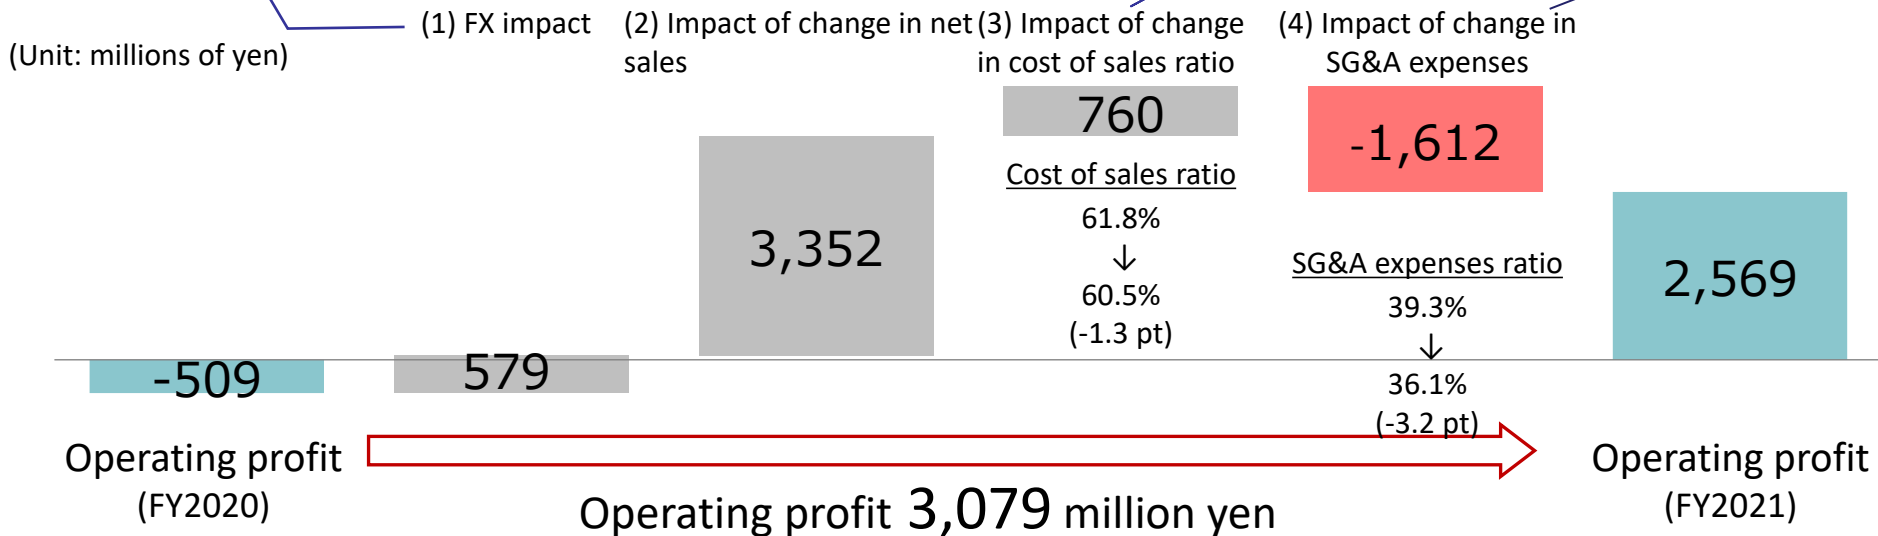 (Unit: millions of yen)
(1) FX impact
(2) Impact of change in net
sales
(3) Impact of change
in cost of sales ratio
(4) Impact of change in
SG&A expenses
-509
579
3,352
760
Cost of sales ratio
61.8%
↓
60.5%
(-1.3 pt)
-1,612
SG&A expenses ratio
39.3%
↓
36.1%
(-3.2 pt)
2,569
Operating profit
(FY2020)
Operating profit 3,079 million yen
Operating profit
(FY2021)